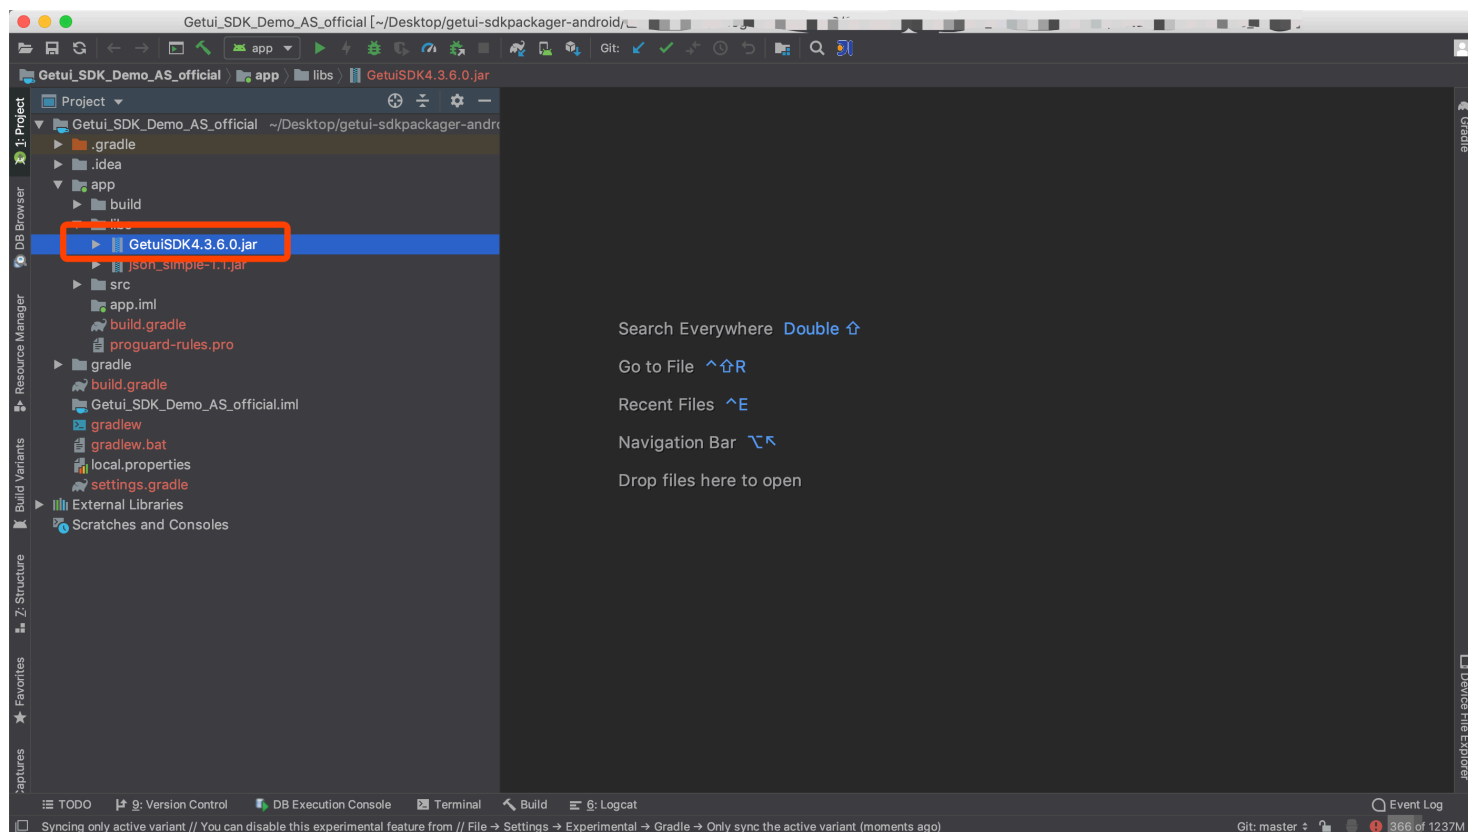 Getui_SDK_Demo_AS_official [~/Desktop/getui-sdkpackager-android/
app
Git:
Getui_SDK_Demo_AS_official
app
libs
GetuiSDK4.3.6.0.jar
1: Project
DB Browser
Resource Manager
Build Variants
Z: Structure
Favorites
Project
Getui_SDK_Demo_AS_official ~/Desktop/getui-sdkpackager-andro
.gradle
.idea
app
build
libs
GetuiSDK4.3.6.0.jar
json_simple-1.1.jar
src
app.iml
build.gradle
proguard-rules.pro
gradle
build.gradle
Getui_SDK_Demo_AS_official.iml
gradlew
gradlew.bat
local.properties
settings.gradle
External Libraries
Scratches and Consoles
Search Everywhere Double ⇧
Go to File ^⇧R
Recent Files ^E
Navigation Bar ⌥↖
Drop files here to open
Gradle
Device File Explorer
TODO
9: Version Control
DB Execution Console
Terminal
Build
6: Logcat
Event Log
Syncing only active variant // You can disable this experimental feature from // File → Settings → Experimental → Gradle → Only sync the active variant (moments ago)
Git: master
366 of 1237M